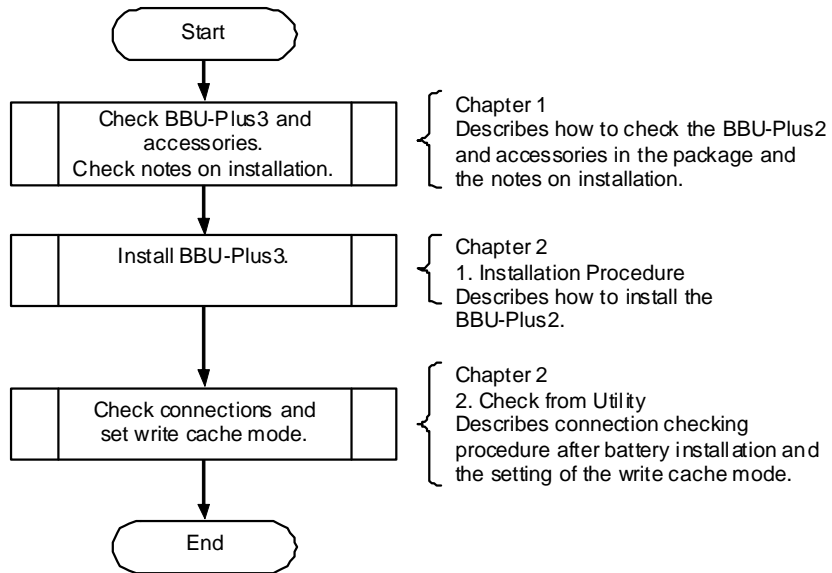 Start
Check BBU-Plus3 and
accessories.
Check notes on installation.
Chapter 1
Describes how to check the BBU-Plus2
and accessories in the package and
the notes on installation.
Install BBU-Plus3.
Chapter 2
1. Installation Procedure
Describes how to install the
BBU-Plus2.
Check connections and
set write cache mode.
Chapter 2
2. Check from Utility
Describes connection checking
procedure after battery installation and
the setting of the write cache mode.
End